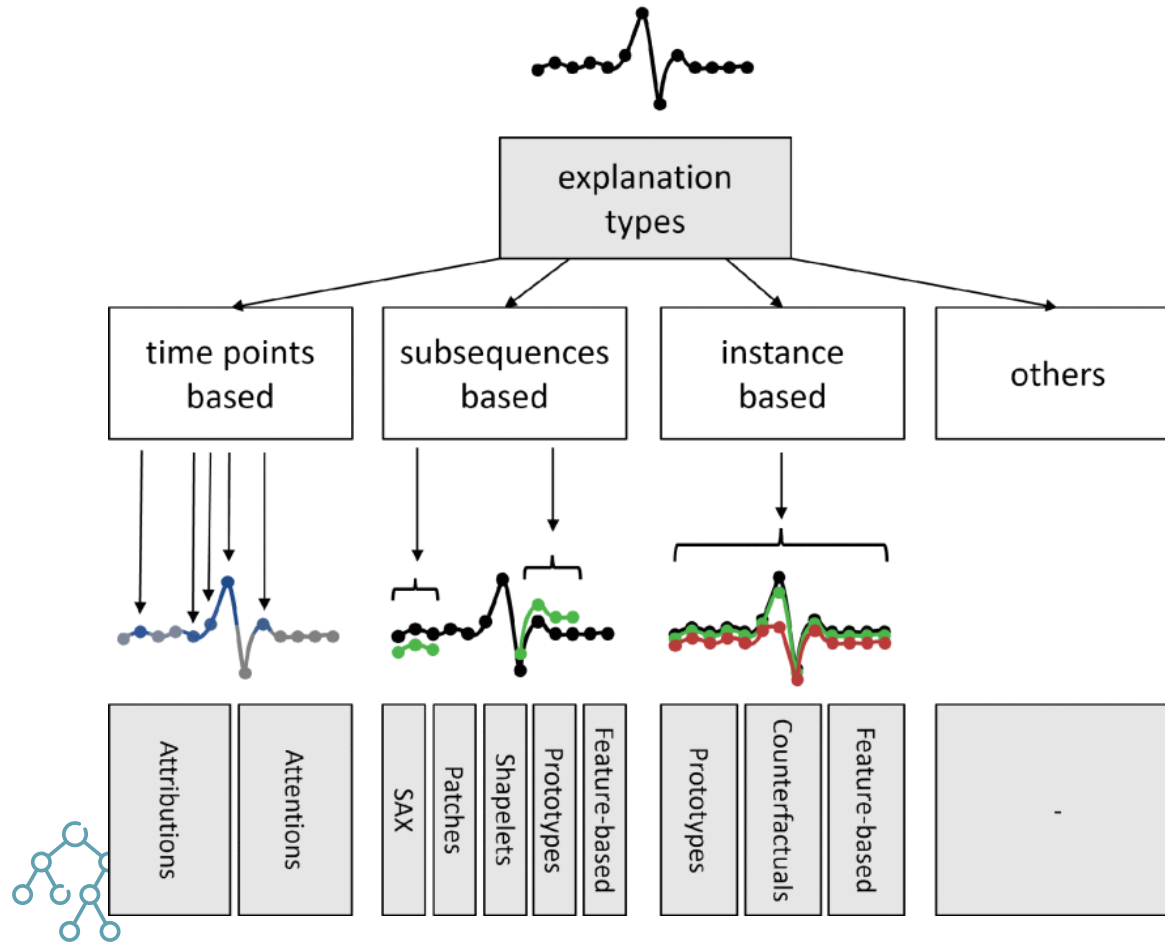 explanation
types
time points
based
subsequences
based
instance
based
others
Attributions
Attentions
SAX
Patches
Shapelets
Prototypes
Feature-based
Prototypes
Counterfactuals
Feature-based
-